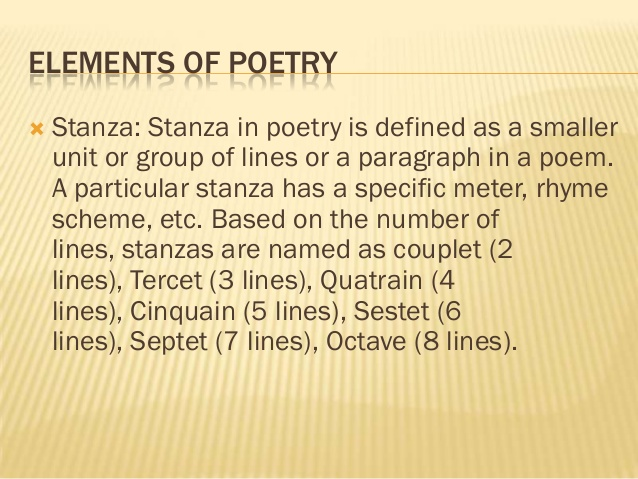 ELEMENTS OF POETRY
Stanza: Stanza in poetry is defined as a smaller
unit or group of lines or a paragraph in a poem.
A particular stanza has a specific meter, rhyme
scheme, etc. Based on the number of
lines, stanzas are named as couplet (2
lines), Tercet (3 lines), Quatrain (4
lines), Cinquain (5 lines), Sestet (6
lines), Septet (7 lines), Octave (8 lines).